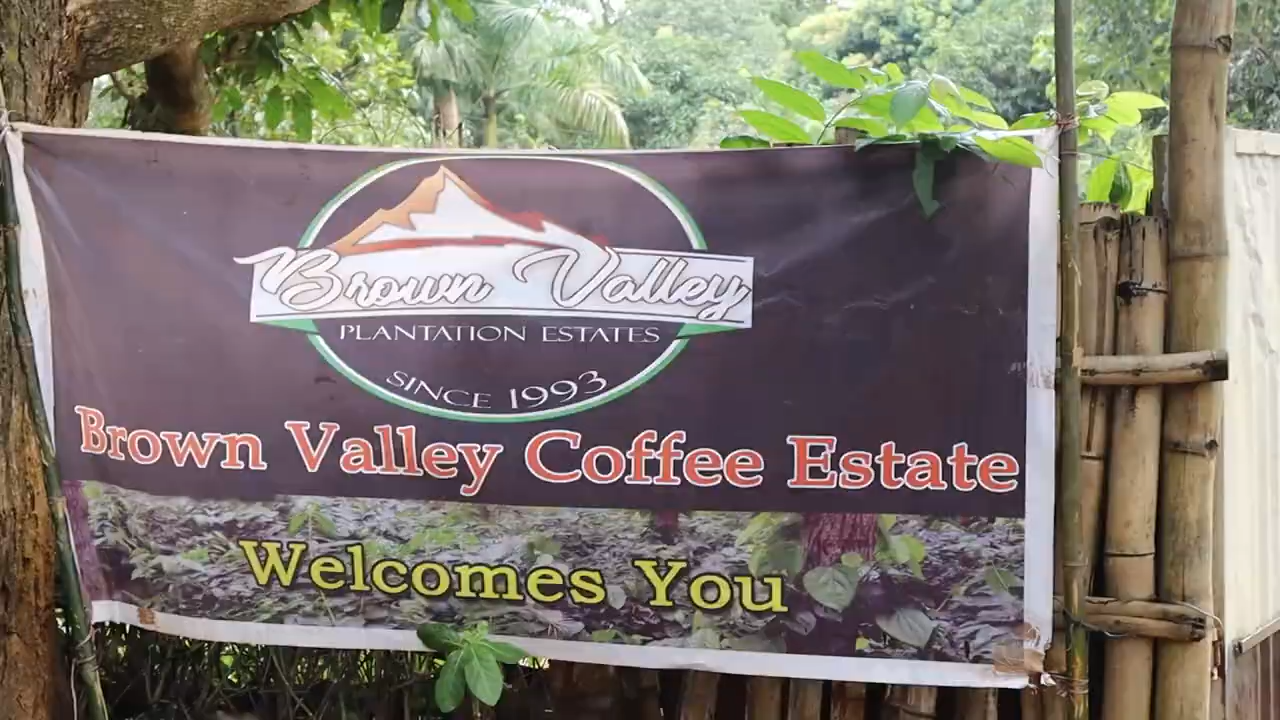 Brown Valley
PLANTATION ESTATES
SINCE 1993
Brown Valley Coffee Estate
Welcomes You